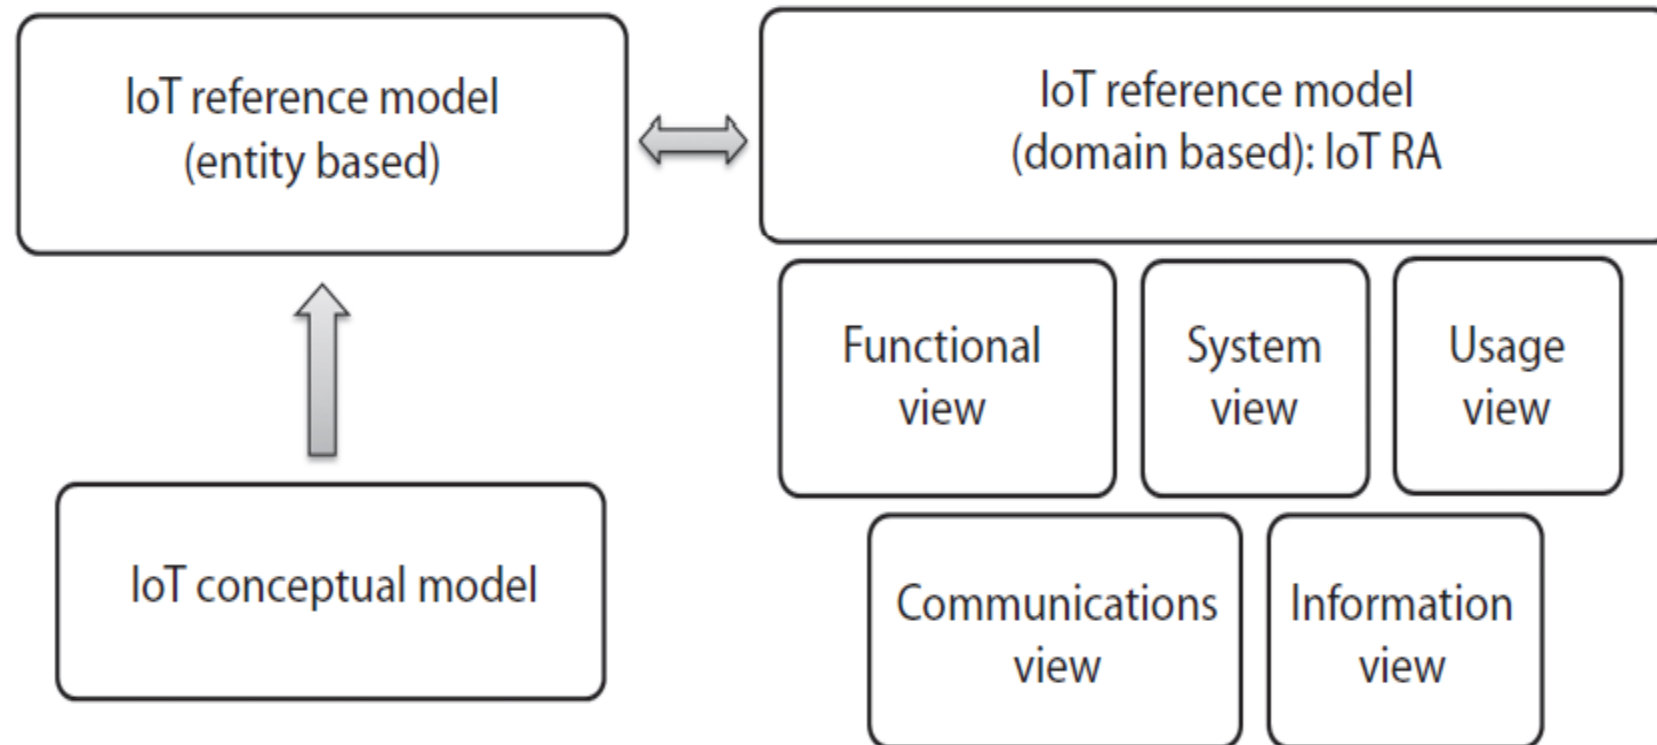 IoT reference model
(entity based)
IoT reference model
(domain based): IoT RA
Functional
view
System
view
Usage
view
IoT conceptual model
Communications
view
Information
view